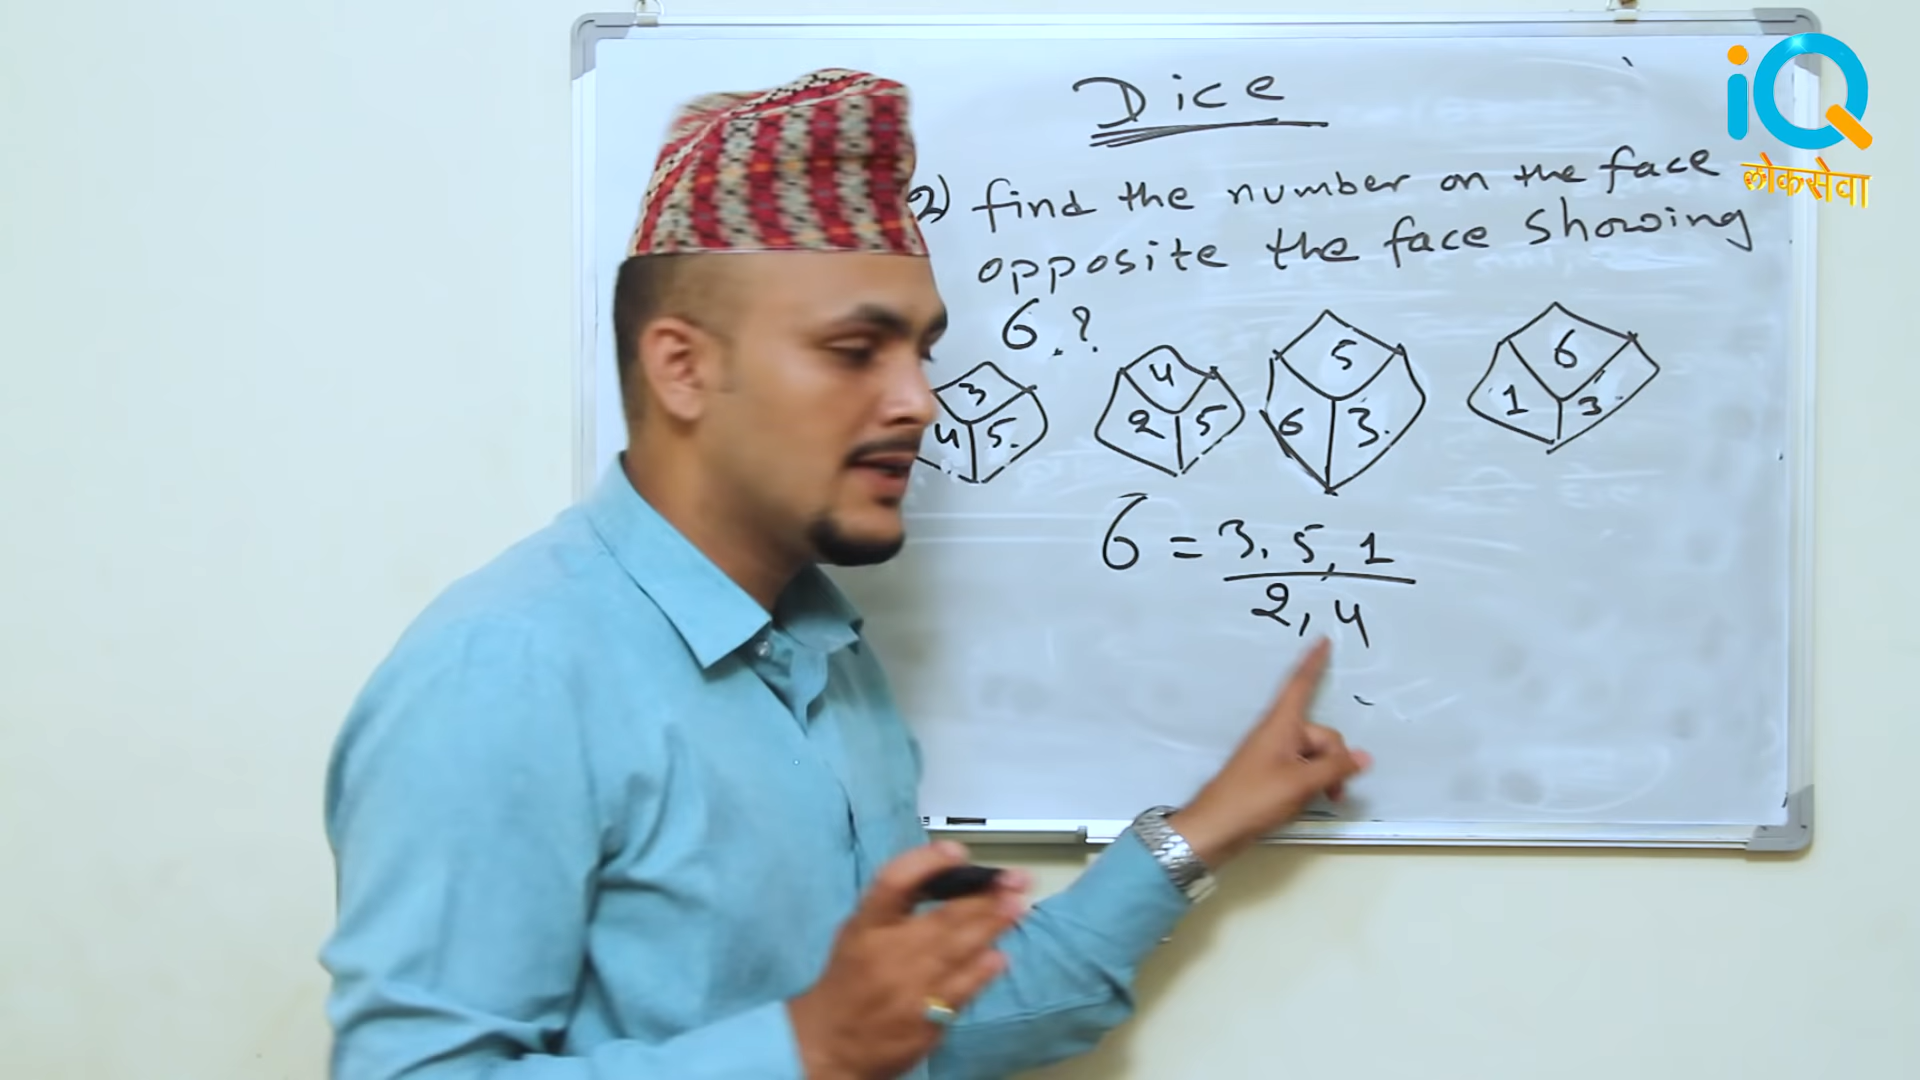 iQ
लोकसेवा
Dice
2) find the number on the face
opposite the face showing
6.?
3
4 5.
4
2 5
5
6 3.
6
1 3.
6 = 3, 5, 1
2, 4